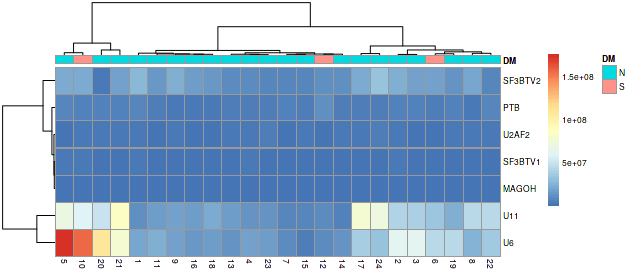 DM
SF3BTV2
PTB
U2AF2
SF3BTV1
MAGOH
U11
U6
5 10 20 21 1 11 9 16 18 13 4 23 7 15 12 14 17 24 2 3 6 19 8 22
1.5e+08
1e+08
5e+07
DM
N
S